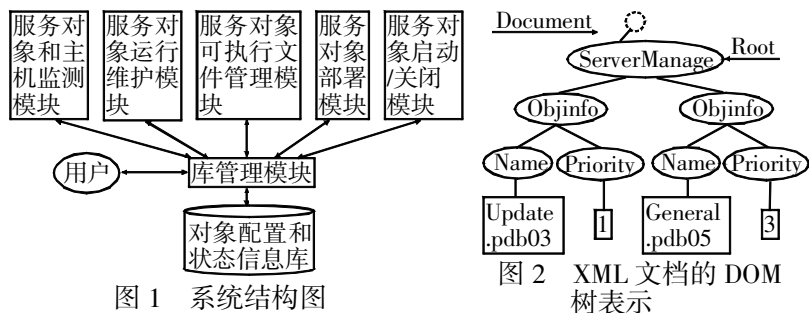 服务对
象和主
机监测
模块
服务对
象运行
维护模
块
服务对象
可执行文
件管理模
块
服务
对象
部署
模块
服务对
象启动
/关闭
模块
用户
库管理模块
对象配置和
状态信息库
图 1 系统结构图
Document
ServerManage
Root
Objinfo
Objinfo
Name
Priority
Name
Priority
Update
.pdb03
1
General
.pdb05
3
图 2 XML 文档的 DOM
树表示